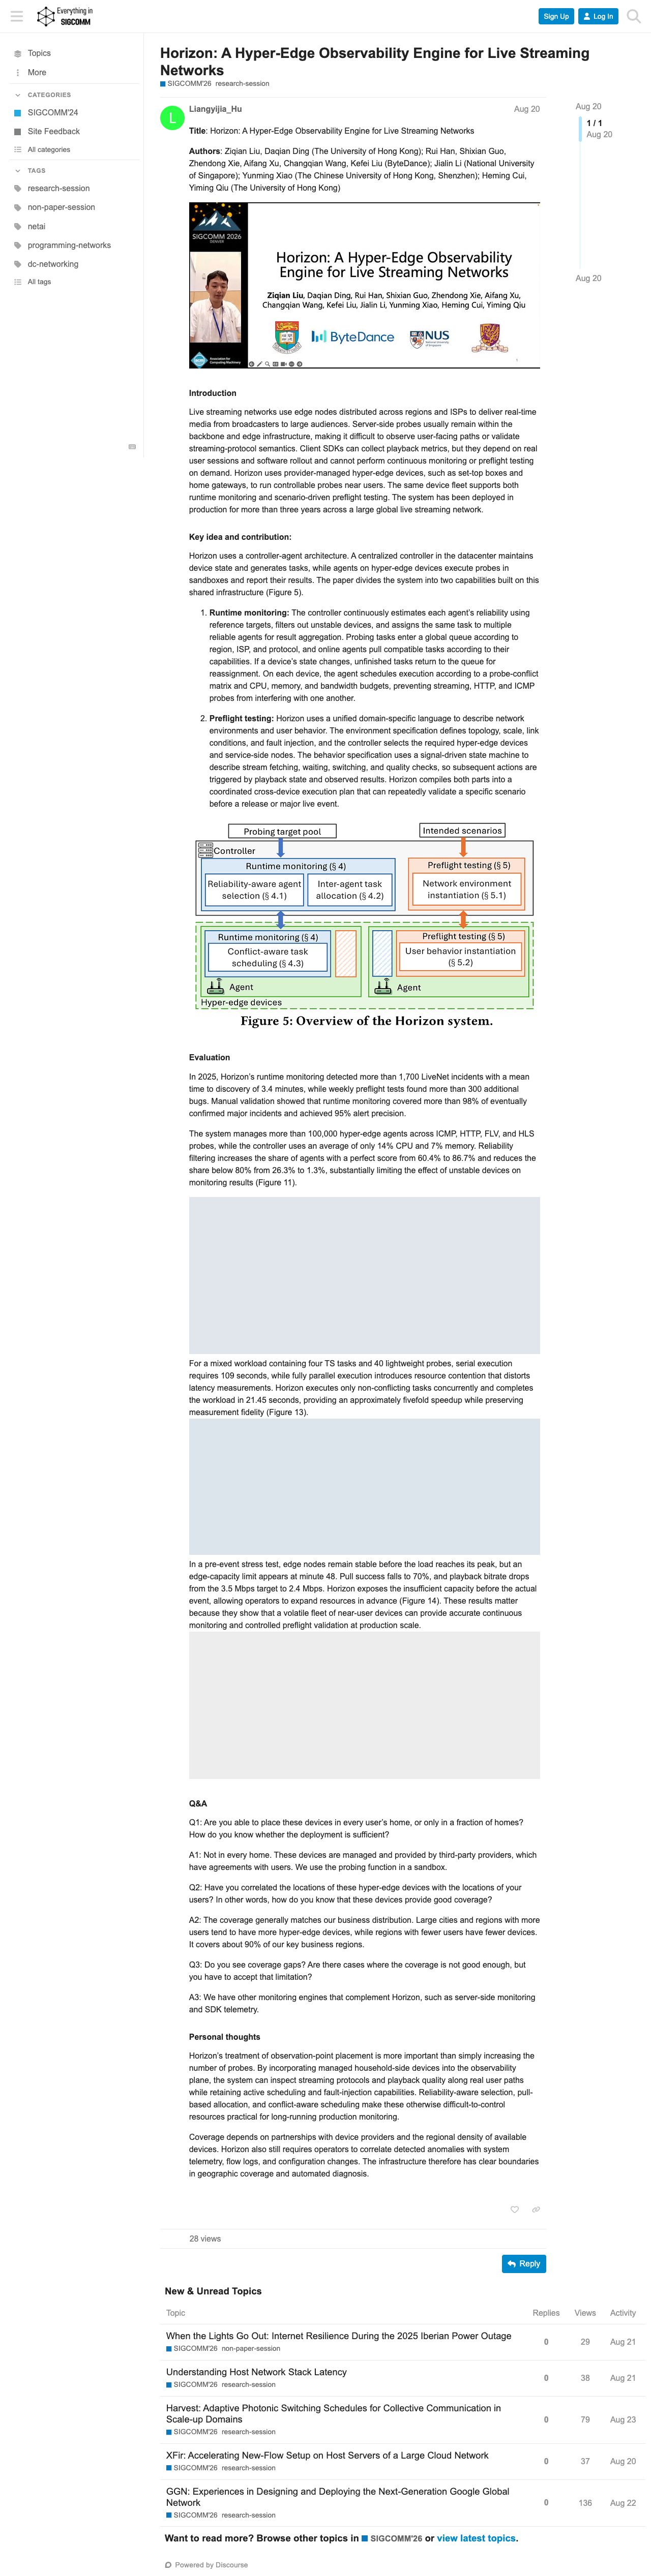 Everything in
SIGCOMM
Sign Up
Log In
Topics
More
CATEGORIES
SIGCOMM'24
Site Feedback
All categories
TAGS
research-session
non-paper-session
netai
programming-networks
dc-networking
All tags
Horizon: A Hyper-Edge Observability Engine for Live Streaming
Networks
SIGCOMM'26 research-session
L
Liangyijia_Hu
Aug 20
Aug 20
1 / 1
Aug 20
Aug 20
Title: Horizon: A Hyper-Edge Observability Engine for Live Streaming Networks
Authors: Ziqian Liu, Daqian Ding (The University of Hong Kong); Rui Han, Shixian Guo,
Zhendong Xie, Aifang Xu, Changqian Wang, Kefei Liu (ByteDance); Jialin Li (National University
of Singapore); Yunming Xiao (The Chinese University of Hong Kong, Shenzhen); Heming Cui,
Yiming Qiu (The University of Hong Kong)
SIGCOMM 2026
DENVER
Horizon: A Hyper-Edge Observability
Engine for Live Streaming Networks
Ziqian Liu, Daqian Ding, Rui Han, Shixian Guo, Zhendong Xie, Aifang Xu,
Changqian Wang, Kefei Liu, Jialin Li, Yunming Xiao, Heming Cui, Yiming Qiu
ByteDance
NUS
Introduction
Live streaming networks use edge nodes distributed across regions and ISPs to deliver real-time
media from broadcasters to large audiences. Server-side probes usually remain within the
backbone and edge infrastructure, making it difficult to observe user-facing paths or validate
streaming-protocol semantics. Client SDKs can collect playback metrics, but they depend on real
user sessions and software rollout and cannot perform continuous monitoring or preflight testing
on demand. Horizon uses provider-managed hyper-edge devices, such as set-top boxes and
home gateways, to run controllable probes near users. The same device fleet supports both
runtime monitoring and scenario-driven preflight testing. The system has been deployed in
production for more than three years across a large global live streaming network.
Key idea and contribution:
Horizon uses a controller-agent architecture. A centralized controller in the datacenter maintains
device state and generates tasks, while agents on hyper-edge devices execute probes in
sandboxes and report their results. The paper divides the system into two capabilities built on this
shared infrastructure (Figure 5).
1. Runtime monitoring: The controller continuously estimates each agent's reliability using
reference targets, filters out unstable devices, and assigns the same task to multiple
reliable agents for result aggregation. Probing tasks enter a global queue according to
region, ISP, and protocol, and online agents pull compatible tasks according to their
capabilities. If a device's state changes, unfinished tasks return to the queue for
reassignment. On each device, the agent schedules execution according to a probe-conflict
matrix and CPU, memory, and bandwidth budgets, preventing streaming, HTTP, and ICMP
probes from interfering with one another.
2. Preflight testing: Horizon uses a unified domain-specific language to describe network
environments and user behavior. The environment specification defines topology, scale, link
conditions, and fault injection, and the controller selects the required hyper-edge devices
and service-side nodes. The behavior specification uses a signal-driven state machine to
describe stream fetching, waiting, switching, and quality checks, so subsequent actions are
triggered by playback state and observed results. Horizon compiles both parts into a
coordinated cross-device execution plan that can repeatedly validate a specific scenario
before a release or major live event.
Probing target pool
Intended scenarios
Controller
Runtime monitoring (§ 4)
Reliability-aware agent
selection (§ 4.1)
Inter-agent task
allocation (§ 4.2)
Preflight testing (§ 5)
Network environment
instantiation (§ 5.1)
Runtime monitoring (§ 4)
Conflict-aware task
scheduling (§ 4.3)
Agent
Preflight testing (§ 5)
User behavior instantiation
(§ 5.2)
Agent
Hyper-edge devices
Figure 5: Overview of the Horizon system.
Evaluation
In 2025, Horizon's runtime monitoring detected more than 1,700 LiveNet incidents with a mean
time to discovery of 3.4 minutes, while weekly preflight tests found more than 300 additional
bugs. Manual validation showed that runtime monitoring covered more than 98% of eventually
confirmed major incidents and achieved 95% alert precision.
The system manages more than 100,000 hyper-edge agents across ICMP, HTTP, FLV, and HLS
probes, while the controller uses an average of only 14% CPU and 7% memory. Reliability
filtering increases the share of agents with a perfect score from 60.4% to 86.7% and reduces the
share below 80% from 26.3% to 1.3%, substantially limiting the effect of unstable devices on
monitoring results (Figure 11).
For a mixed workload containing four TS tasks and 40 lightweight probes, serial execution
requires 109 seconds, while fully parallel execution introduces resource contention that distorts
latency measurements. Horizon executes only non-conflicting tasks concurrently and completes
the workload in 21.45 seconds, providing an approximately fivefold speedup while preserving
measurement fidelity (Figure 13).
In a pre-event stress test, edge nodes remain stable before the load reaches its peak, but an
edge-capacity limit appears at minute 48. Pull success falls to 70%, and playback bitrate drops
from the 3.5 Mbps target to 2.4 Mbps. Horizon exposes the insufficient capacity before the actual
event, allowing operators to expand resources in advance (Figure 14). These results matter
because they show that a volatile fleet of near-user devices can provide accurate continuous
monitoring and controlled preflight validation at production scale.
Q&A
Q1: Are you able to place these devices in every user's home, or only in a fraction of homes?
How do you know whether the deployment is sufficient?
A1: Not in every home. These devices are managed and provided by third-party providers, which
have agreements with users. We use the probing function in a sandbox.
Q2: Have you correlated the locations of these hyper-edge devices with the locations of your
users? In other words, how do you know that these devices provide good coverage?
A2: The coverage generally matches our business distribution. Large cities and regions with more
users tend to have more hyper-edge devices, while regions with fewer users have fewer devices.
It covers about 90% of our key business regions.
Q3: Do you see coverage gaps? Are there cases where the coverage is not good enough, but
you have to accept that limitation?
A3: We have other monitoring engines that complement Horizon, such as server-side monitoring
and SDK telemetry.
Personal thoughts
Horizon's treatment of observation-point placement is more important than simply increasing the
number of probes. By incorporating managed household-side devices into the observability
plane, the system can inspect streaming protocols and playback quality along real user paths
while retaining active scheduling and fault-injection capabilities. Reliability-aware selection, pull-
based allocation, and conflict-aware scheduling make these otherwise difficult-to-control
resources practical for long-running production monitoring.
Coverage depends on partnerships with device providers and the regional density of available
devices. Horizon also still requires operators to correlate detected anomalies with system
telemetry, flow logs, and configuration changes. The infrastructure therefore has clear boundaries
in geographic coverage and automated diagnosis.
28 views
Reply
New & Unread Topics
Topic Replies Views Activity
When the Lights Go Out: Internet Resilience During the 2025 Iberian Power Outage
SIGCOMM'26 non-paper-session
0 29 Aug 21
Understanding Host Network Stack Latency
SIGCOMM'26 research-session
0 38 Aug 21
Harvest: Adaptive Photonic Switching Schedules for Collective Communication in
Scale-up Domains
SIGCOMM'26 research-session
0 79 Aug 23
XFir: Accelerating New-Flow Setup on Host Servers of a Large Cloud Network
SIGCOMM'26 research-session
0 37 Aug 20
GGN: Experiences in Designing and Deploying the Next-Generation Google Global
Network
SIGCOMM'26 research-session
0 136 Aug 22
Want to read more? Browse other topics in SIGCOMM'26 or view latest topics.
Powered by Discourse